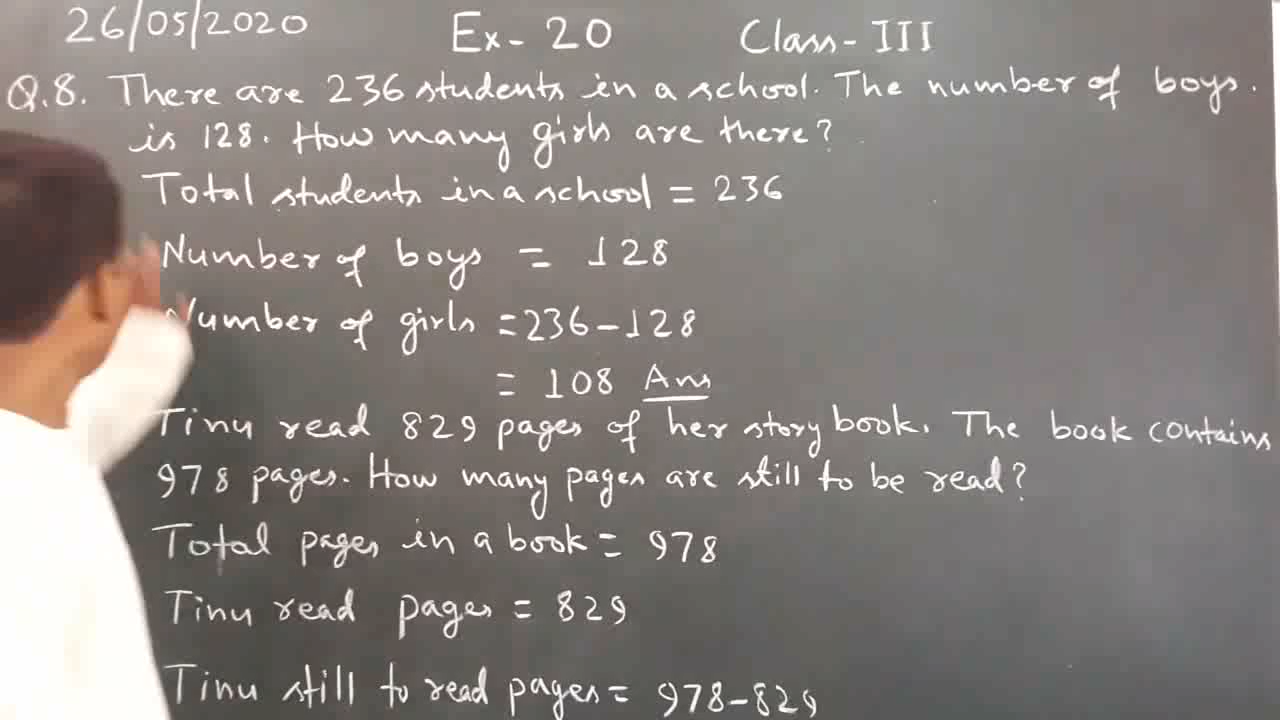 26/05/2020 Ex-20 Class-III
Q.8. There are 236 students in a school. The number of boys.
is 128. How many girls are there?
Total students in a school = 236
Number of boys = 128
Number of girls = 236-128
= 108 Ans
Tinu read 829 pages of her story book. The book contains
978 pages. How many pages are still to be read?
Total pages in a book = 978
Tinu read pages = 829
Tinu still to read pages = 978-829